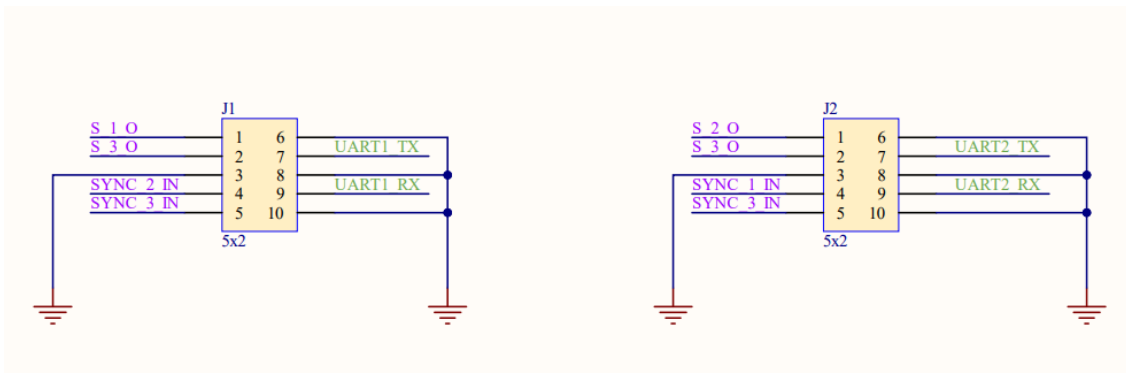 J1
S_1_O
1 6
S_3_O
2 7
UART1_TX
3 8
SYNC_2_IN
4 9
UART1_RX
SYNC_3_IN
5 10
5x2
J2
S_2_O
1 6
S_3_O
2 7
UART2_TX
3 8
SYNC_1_IN
4 9
UART2_RX
SYNC_3_IN
5 10
5x2